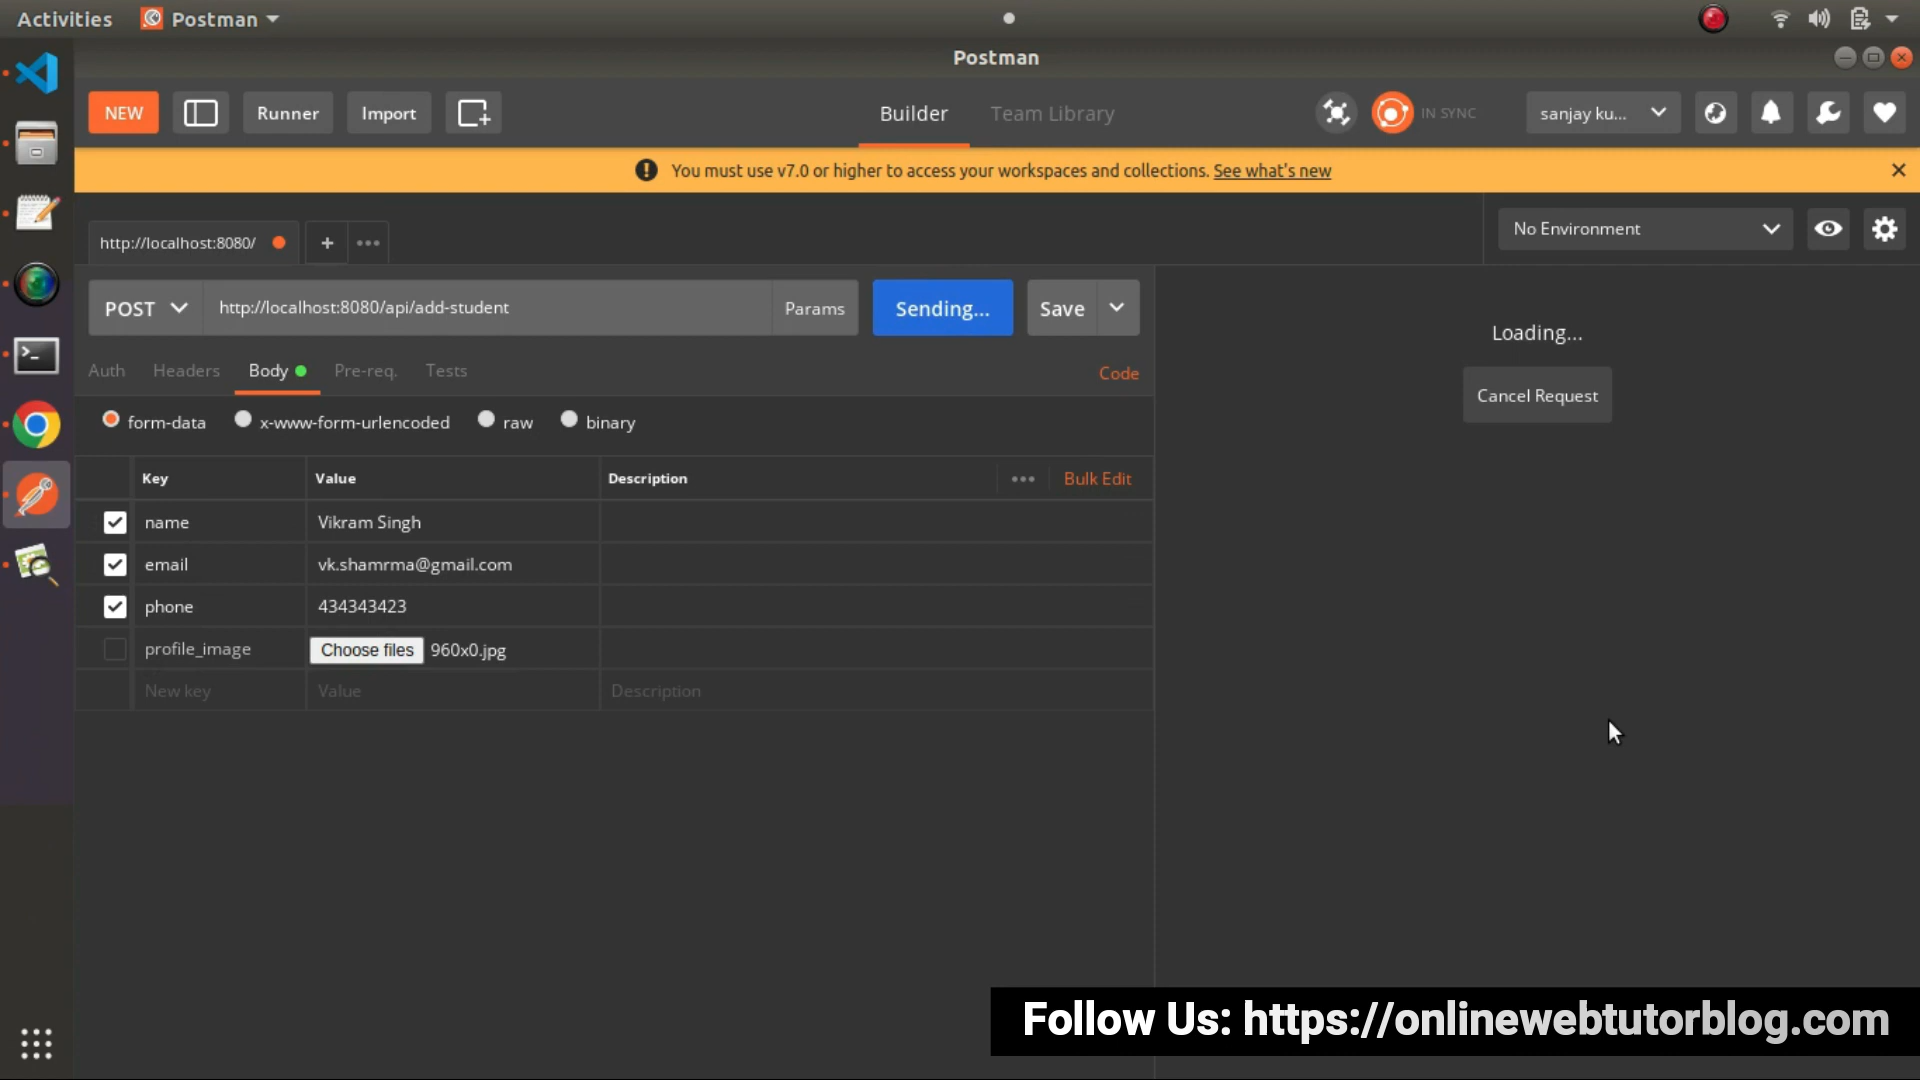 Activities Postman
Postman
NEW Runner Import Builder Team Library IN SYNC sanjay ku...
You must use v7.0 or higher to access your workspaces and collections. See what's new
http://localhost:8080/ No Environment
POST http://localhost:8080/api/add-student Params Sending... Save
Loading...
Cancel Request
Auth Headers Body Pre-req. Tests Code
form-data x-www-form-urlencoded raw binary
Key Value Description Bulk Edit
name Vikram Singh
email vk.shamrma@gmail.com
phone 434343423
profile_image Choose files 960x0.jpg
New key Value Description
Follow Us: https://onlinewebtutorblog.com